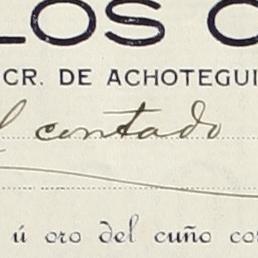 LOS C
CR. DE ACHOTEGUI
l contado
ú oro del cuño co